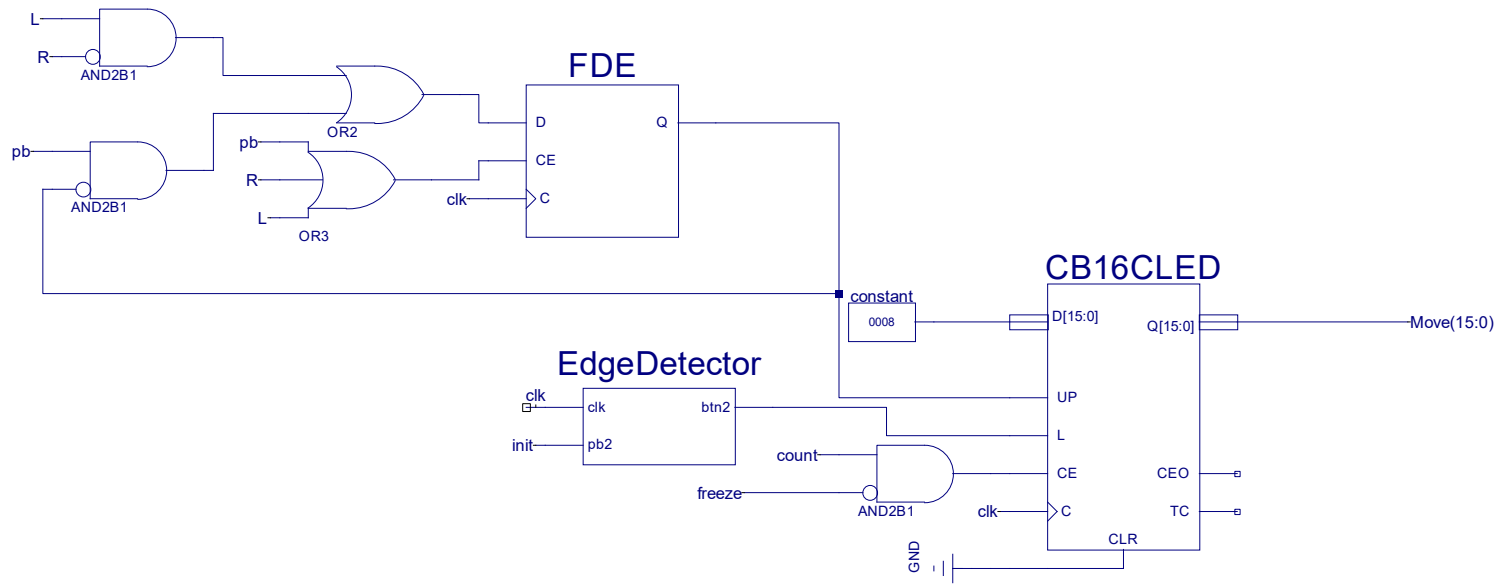 L
R
AND2B1
pb
AND2B1
OR2
pb
R
L
OR3
FDE
D
Q
CE
clk
C
constant
0008
EdgeDetector
clk
clk
btn2
init
pb2
count
freeze
AND2B1
CB16CLED
D[15:0]
Q[15:0]
Move(15:0)
UP
L
CE
CEO
clk
C
TC
CLR
GND